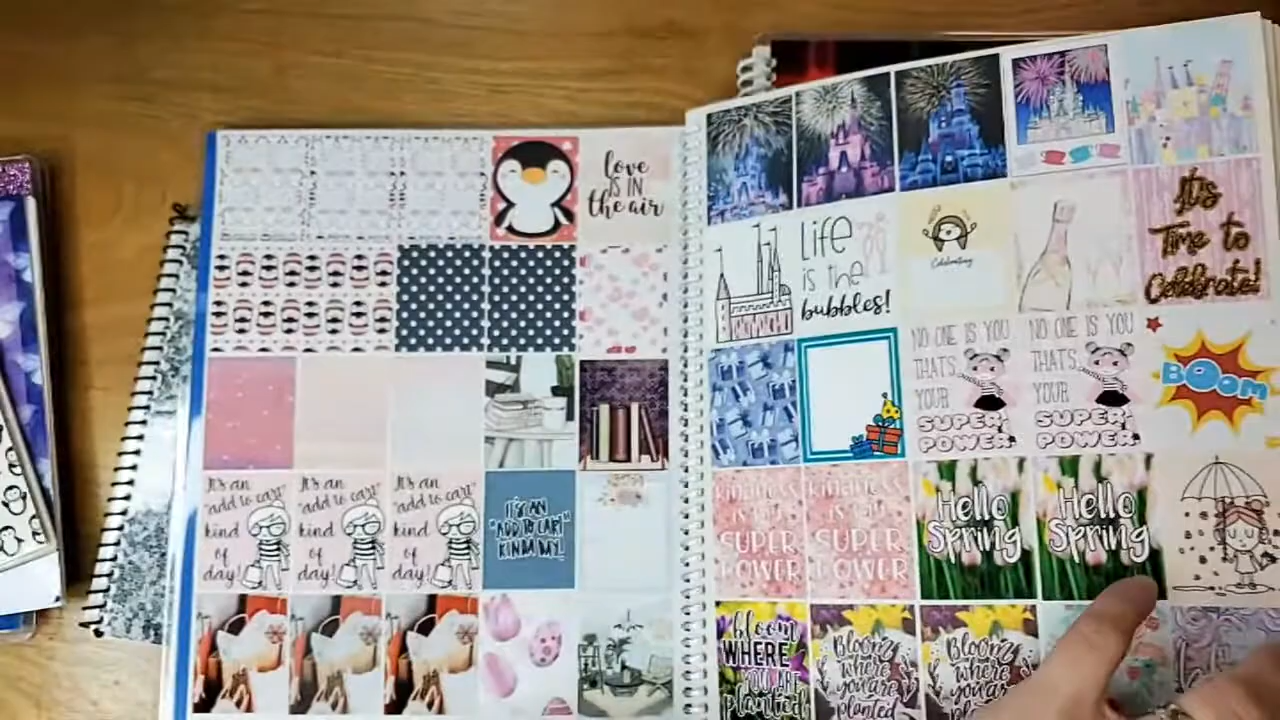 love
IS IN
the air
It's an
"add to cart"
kind
of
day!
It's an
"add to cart"
kind
of
day!
It's an
"add to cart"
kind
of
day!
IT'S AN
"ADD TO CART"
KINDA DAY!
Life
is the
bubbles!
Celebrating
It's
Time to
Celebrate!
NO ONE IS YOU
THATS
YOUR
SUPER
POWER
NO ONE IS YOU
THATS
YOUR
SUPER
POWER
BOOM
kindness
is my
SUPER
POWER
kindness
is my
SUPER
POWER
Hello
Spring
Hello
Spring
bloom
WHERE
YOU ARE
planted
Bloom
where
you are
planted
Bloom
where
you are